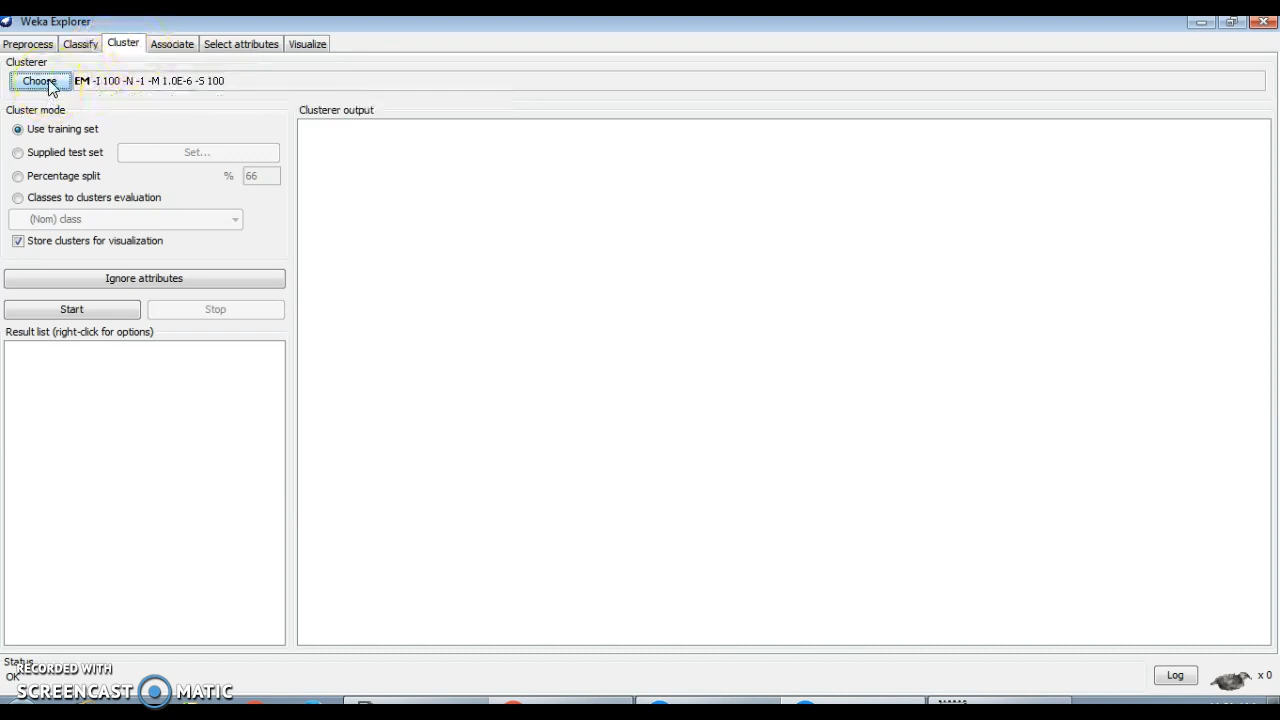 Weka Explorer
Preprocess Classify Cluster Associate Select attributes Visualize
Clusterer
Choose EM -I 100 -N -1 -M 1.0E-6 -S 100
Cluster mode
Use training set
Supplied test set Set...
Percentage split % 66
Classes to clusters evaluation
(Nom) class
Store clusters for visualization
Ignore attributes
Start Stop
Result list (right-click for options)
Clusterer output
Status
OK
Log x 0
RECORDED WITH
SCREENCAST MATIC